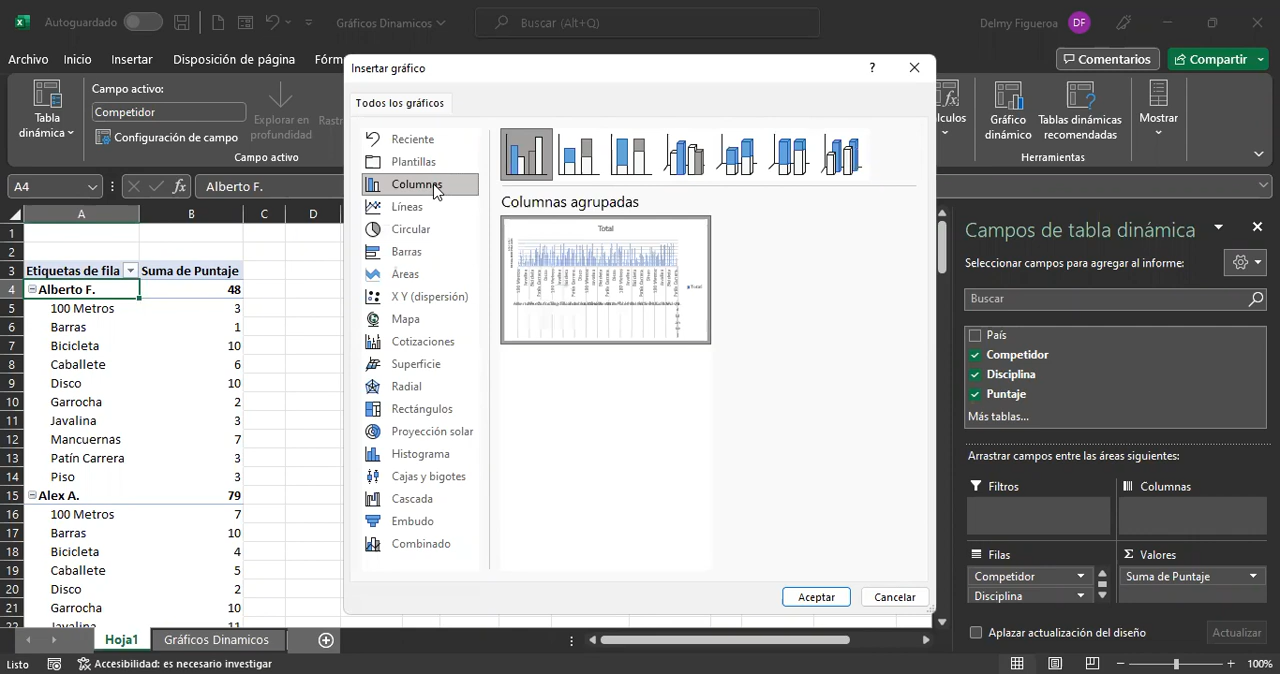 Autoguardado
Gráficos Dinamicos
Buscar (Alt+Q)
Delmy Figueroa
DF
Archivo
Inicio
Insertar
Disposición de página
Fórm
Comentarios
Compartir
Tabla dinámica
Campo activo:
Competidor
Configuración de campo
Explorar en profundidad
Rastr
Campo activo
Insertar gráfico
?
Todos los gráficos
Reciente
Plantillas
Columnas
Líneas
Circular
Barras
Áreas
X Y (dispersión)
Mapa
Cotizaciones
Superficie
Radial
Rectángulos
Proyección solar
Histograma
Cajas y bigotes
Cascada
Embudo
Combinado
Columnas agrupadas
Total
Aceptar
Cancelar
fx
lculos
Gráfico dinámico
Tablas dinámicas recomendadas
Herramientas
Mostrar
A4
fx
Alberto F.
A B C D
1
2
3 Etiquetas de fila Suma de Puntaje
4 Alberto F. 48
5 100 Metros 3
6 Barras 1
7 Bicicleta 10
8 Caballete 6
9 Disco 10
10 Garrocha 2
11 Javalina 3
12 Mancuernas 7
13 Patín Carrera 3
14 Piso 3
15 Alex A. 79
16 100 Metros 7
17 Barras 10
18 Bicicleta 4
19 Caballete 5
20 Disco 2
21 Garrocha 10
Campos de tabla dinámica
Seleccionar campos para agregar al informe:
Buscar
País
Competidor
Disciplina
Puntaje
Más tablas...
Arrastrar campos entre las áreas siguientes:
Filtros
Columnas
Filas
Σ Valores
Competidor
Disciplina
Suma de Puntaje
Aplazar actualización del diseño
Actualizar
Hoja1
Gráficos Dinamicos
Listo
Accesibilidad: es necesario investigar
100%